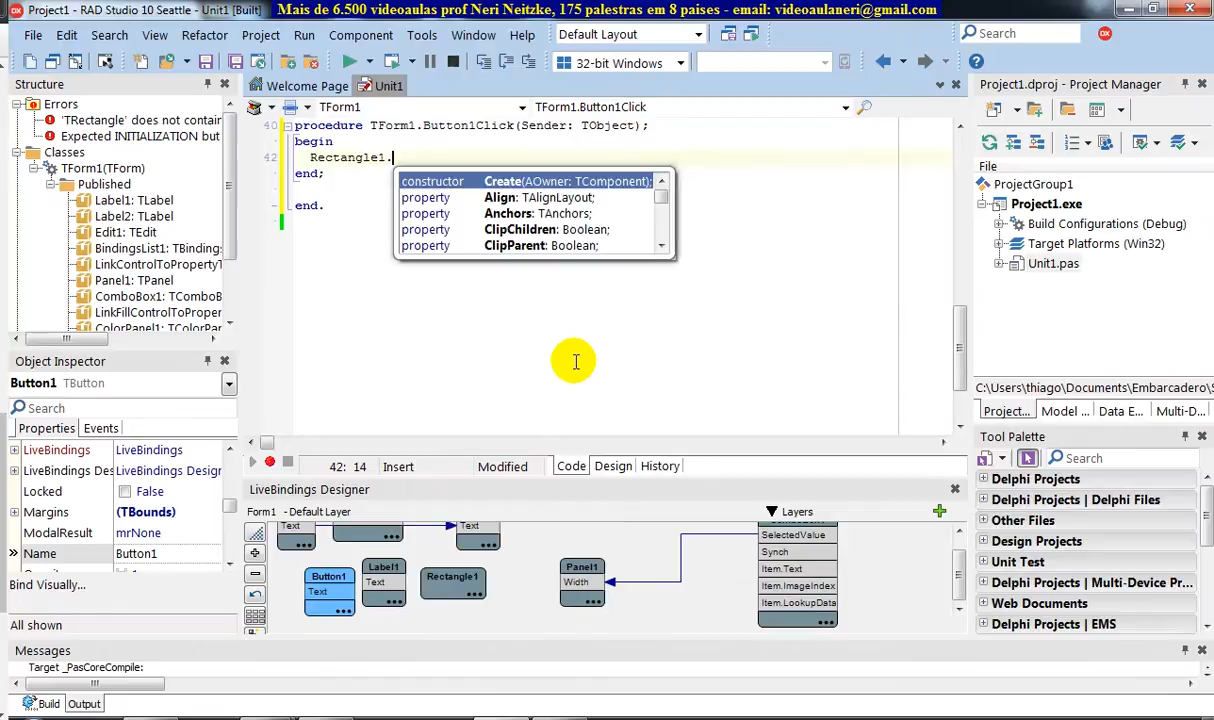 Project1 - RAD Studio 10 Seattle - Unit1 [Built]
Mais de 6.500 videoaulas prof Neri Neitzke, 175 palestras em 8 paises - email: videoaulaneri@gmail.com
File Edit Search View Refactor Project Run Component Tools Window Help
Default Layout
Search
32-bit Windows
Structure
Errors
'TRectangle' does not contain
Expected INITIALIZATION but
Classes
TForm1(TForm)
Published
Label1: TLabel
Label2: TLabel
Edit1: TEdit
BindingsList1: TBinding
LinkControlToPropertyT
Panel1: TPanel
ComboBox1: TComboB
LinkFillControlToProper
ColorPanel1: TColorPar
Object Inspector
Button1 TButton
Search
Properties Events
LiveBindings LiveBindings
LiveBindings Des LiveBindings Design
Locked False
Margins (TBounds)
ModalResult mrNone
Name Button1
Bind Visually...
All shown
Welcome Page Unit1
TForm1 TForm1.Button1Click
40 procedure TForm1.Button1Click(Sender: TObject);
begin
42 Rectangle1.
end;
end.
constructor Create(AOwner: TComponent);
property Align: TAlignLayout;
property Anchors: TAnchors;
property ClipChildren: Boolean;
property ClipParent: Boolean;
42: 14 Insert Modified Code Design History
LiveBindings Designer
Form1 - Default Layer
Layers
Text
Text
Button1
Text
Label1
Text
Rectangle1
Panel1
Width
SelectedValue
Synch
Item.Text
Item.ImageIndex
Item.LookupData
Project1.dproj - Project Manager
File
ProjectGroup1
Project1.exe
Build Configurations (Debug)
Target Platforms (Win32)
Unit1.pas
C:\Users\thiago\Documents\Embarcadero\S
Project... Model ... Data E... Multi-D...
Tool Palette
Search
Delphi Projects
Delphi Projects | Delphi Files
Other Files
Design Projects
Unit Test
Delphi Projects | Multi-Device Pr...
Web Documents
Delphi Projects | EMS
Messages
Target _PasCoreCompile:
Build Output